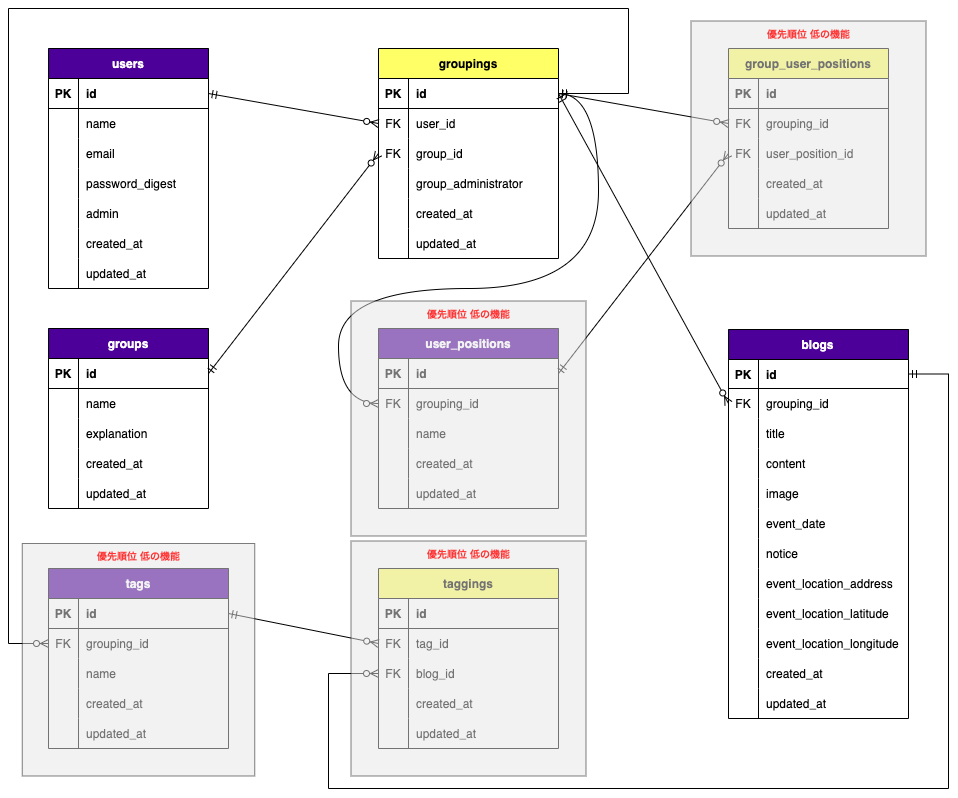 users
PK id
name
email
password_digest
admin
created_at
updated_at
groupings
PK id
FK user_id
FK group_id
group_administrator
created_at
updated_at
優先順位 低の機能
group_user_positions
PK id
FK grouping_id
FK user_position_id
created_at
updated_at
groups
PK id
name
explanation
created_at
updated_at
優先順位 低の機能
user_positions
PK id
FK grouping_id
name
created_at
updated_at
blogs
PK id
FK grouping_id
title
content
image
event_date
notice
event_location_address
event_location_latitude
event_location_longitude
created_at
updated_at
優先順位 低の機能
tags
PK id
FK grouping_id
name
created_at
updated_at
優先順位 低の機能
taggings
PK id
FK tag_id
FK blog_id
created_at
updated_at